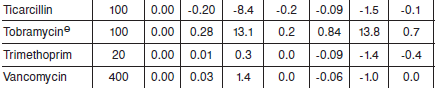 Ticarcillin 100 0.00 -0.20 -8.4 -0.2 -0.09 -1.5 -0.1
Tobramycinᶱ 100 0.00 0.28 13.1 0.2 0.84 13.8 0.7
Trimethoprim 20 0.00 0.01 0.3 0.0 -0.09 -1.4 -0.4
Vancomycin 400 0.00 0.03 1.4 0.0 -0.06 -1.0 0.0